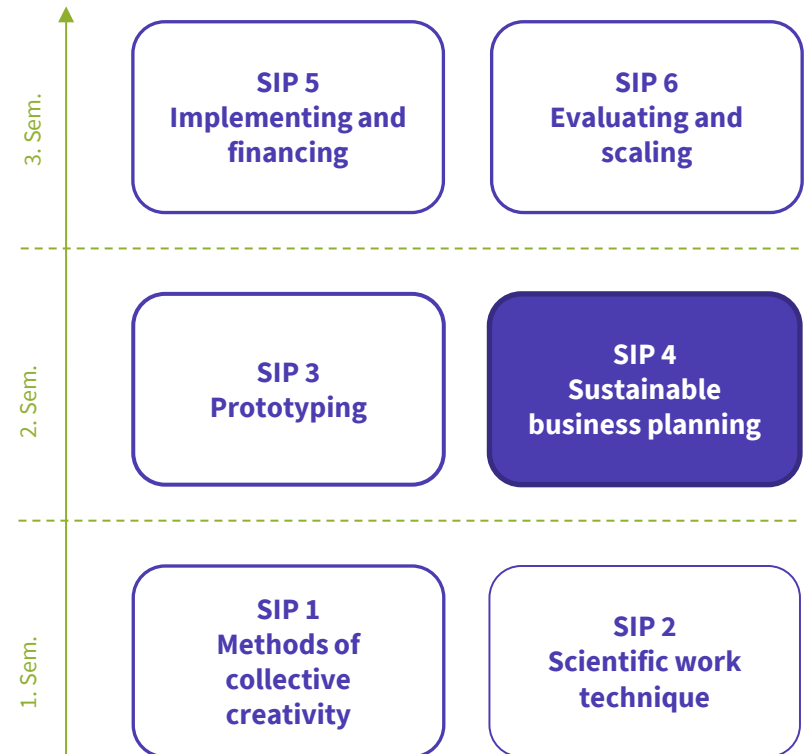 3. Sem.
SIP 5
Implementing and
financing
SIP 6
Evaluating and
scaling
2. Sem.
SIP 3
Prototyping
SIP 4
Sustainable
business planning
1. Sem.
SIP 1
Methods of
collective
creativity
SIP 2
Scientific work
technique